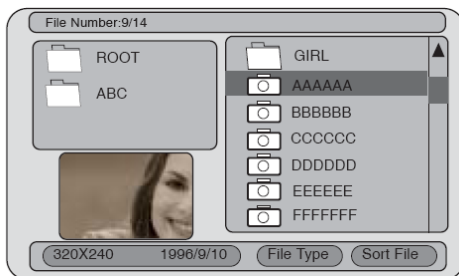 File Number:9/14
ROOT
ABC
GIRL
AAAAAA
BBBBBB
CCCCCC
DDDDDD
EEEEEE
FFFFFFF
320X240 1996/9/10 File Type Sort File